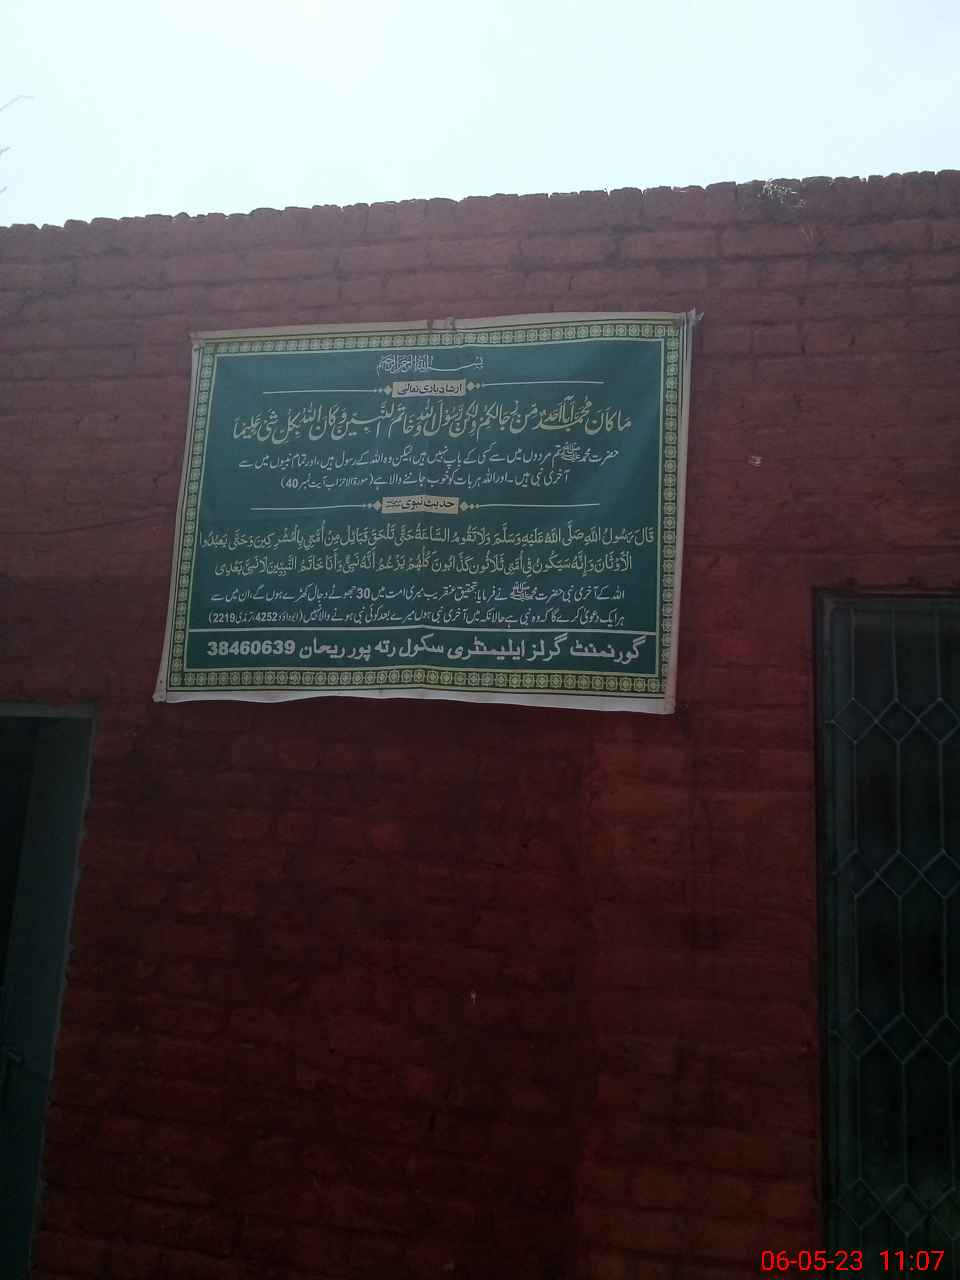 بسم الله الرحمن الرحيم
ارشاد باری تعالیٰ
مَا كَانَ مُحَمَّدٌ أَبَا أَحَدٍ مِّن رِّجَالِكُمْ وَلَٰكِن رَّسُولَ اللَّهِ وَخَاتَمَ النَّبِيِّينَ وَكَانَ اللَّهُ بِكُلِّ شَيْءٍ عَلِيمًا
حضرت محمد ﷺ تم مردوں میں سے کسی کے باپ نہیں ہیں، لیکن وہ اللہ کے رسول ہیں، اور تمام نبیوں میں سے
آخری نبی ہیں۔ اور اللہ ہر بات کو خوب جاننے والا ہے (سورة الاحزاب آیت نمبر 40)
حدیث نبوی ﷺ
قَالَ رَسُولُ اللهِ صَلَّى اللهُ عَلَيْهِ وَسَلَّمَ وَلَا تَقُومُ السَّاعَةُ حَتَّى تَلْحَقَ قَبَائِلُ مِنْ أُمَّتِي بِالْمُشْرِكِينَ وَحَتَّى يَعْبُدُوا
الْأَوْثَانَ وَإِنَّهُ سَيَكُونُ فِي أُمَّتِي ثَلَاثُونَ كَذَّابُونَ كُلُّهُمْ يَزْعُمُ أَنَّهُ نَبِيٌّ وَأَنَا خَاتَمُ النَّبِيِّينَ لَا نَبِيَّ بَعْدِي
اللہ کے آخری نبی حضرت محمد ﷺ نے فرمایا: تحقیق عنقریب میری امت میں 30 جھوٹے دجال کھڑے ہوں گے، ان میں سے
ہر ایک دعویٰ کرے گا کہ وہ نبی ہے حالانکہ میں آخری نبی ہوں میرے بعد کوئی نبی ہونے والا نہیں (ابوداؤد 4252 ترمذی 2219)
گورنمنٹ گرلز ایلیمنٹری سکول رتہ پور ریحان 38460639
06-05-23 11:07